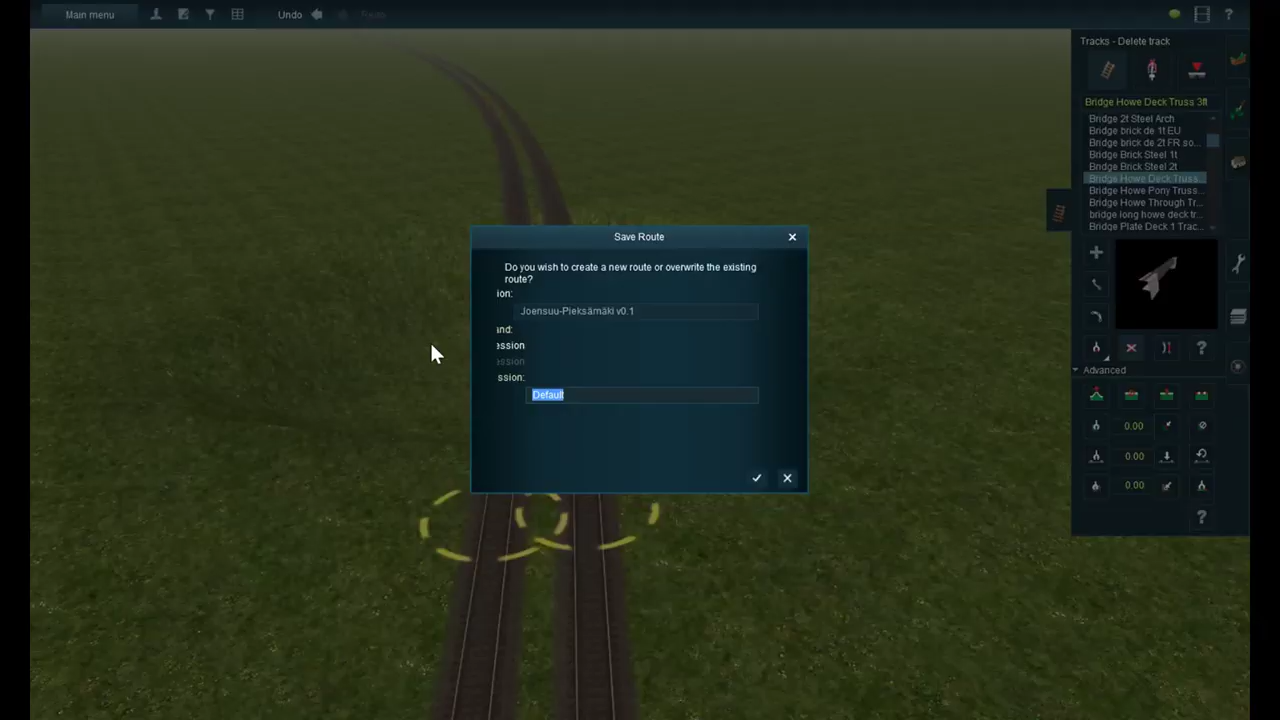 Main menu
Undo
Tracks - Delete track
Bridge Howe Deck Truss 3ft
Bridge 2t Steel Arch
Bridge brick de 1t EU
Bridge brick de 2t FR so...
Bridge Brick Steel 1t
Bridge Brick Steel 2t
Bridge Howe Deck Truss...
Bridge Howe Pony Truss...
Bridge Howe Through Tr...
bridge long howe deck tr...
Bridge Plate Deck 1 Trac...
Advanced
0.00
0.00
0.00
Save Route
Do you wish to create a new route or overwrite the existing
route?
ion:
Joensuu-Pieksämäki v0.1
and:
ession
ession
ssion:
Default